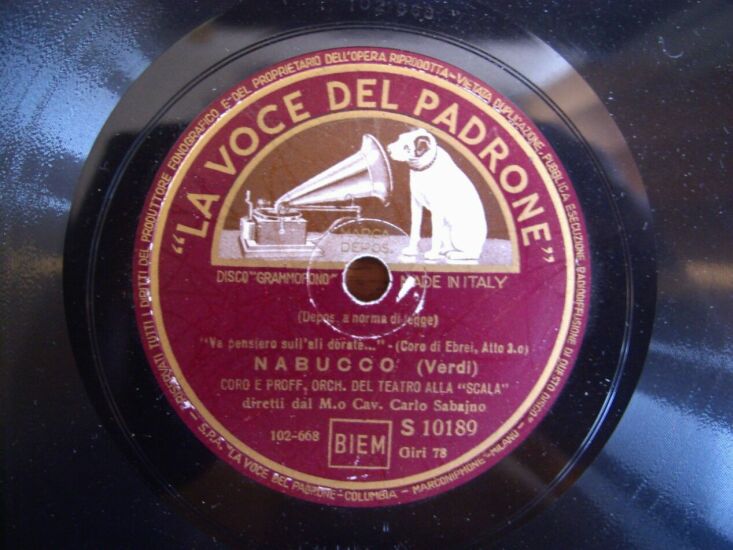 RISERVATI TUTTI I DIRITTI DEL PRODUTTORE FONOGRAFICO E DEL PROPRIETARIO DELL'OPERA RIPRODOTTA - VIETATA DUPLICAZIONE, PUBBLICA ESECUZIONE, RADIODIFFUSIONE DI QUESTO DISCO
"LA VOCE DEL PADRONE"
MARCA
DEPOS.
DISCO "GRAMMOFONO" MADE IN ITALY
(Depos. a norma di legge)
"Va pensiero sull'ali dorate..." - (Coro di Ebrei, Atto 3.o)
NABUCCO (Verdi)
CORO E PROFF. ORCH. DEL TEATRO ALLA "SCALA"
diretti dal M.o Cav. Carlo Sabajno
102-668 BIEM S 10189
Giri 78
S.P.A. "LA VOCE DEL PADRONE - COLUMBIA - MARCONIPHONE" - MILANO -